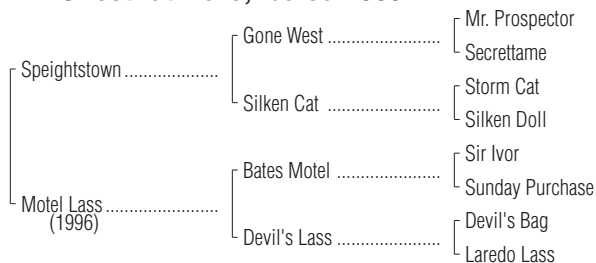 Mr. Prospector
Gone West
Secrettame
Speightstown
Storm Cat
Silken Cat
Silken Doll
Sir Ivor
Bates Motel
Sunday Purchase
Motel Lass
(1996)
Devil's Bag
Devil's Lass
Laredo Lass